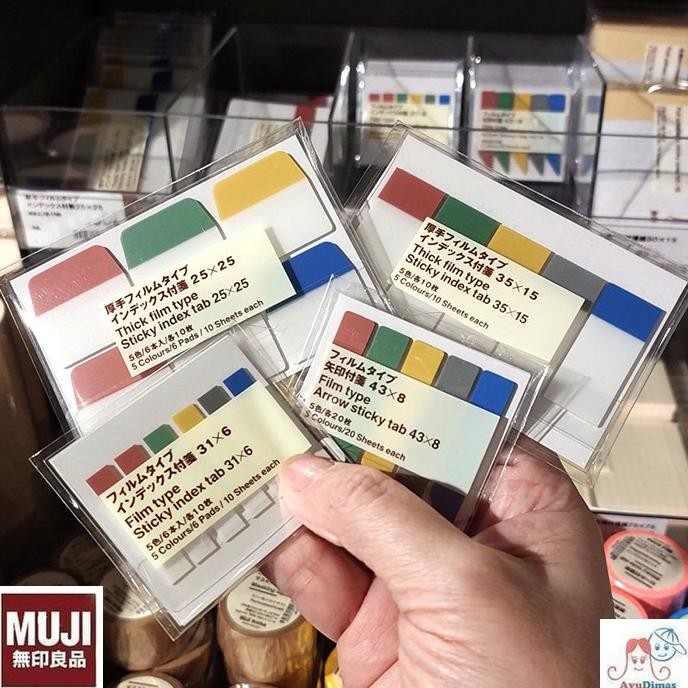 厚手フィルムタイプ
インデックス付箋 25×25
Thick film type
Sticky index tab 25×25
5色/6本入/各10枚
5 Colours/6 Pads / 10 Sheets each
厚手フィルムタイプ
インデックス付箋 35×15
Thick film type
Sticky index tab 35×15
5色/各10枚
5 Colours/10 Sheets each
フィルムタイプ
矢印付箋 43×8
Film type
Arrow sticky tab 43×8
5色/各20枚
5 Colours/20 Sheets each
フィルムタイプ
インデックス付箋 31×6
Film type
Sticky index tab 31×6
5色/6本入/各10枚
5 Colours/6 Pads / 10 Sheets each
MUJI
無印良品
AyuDimas